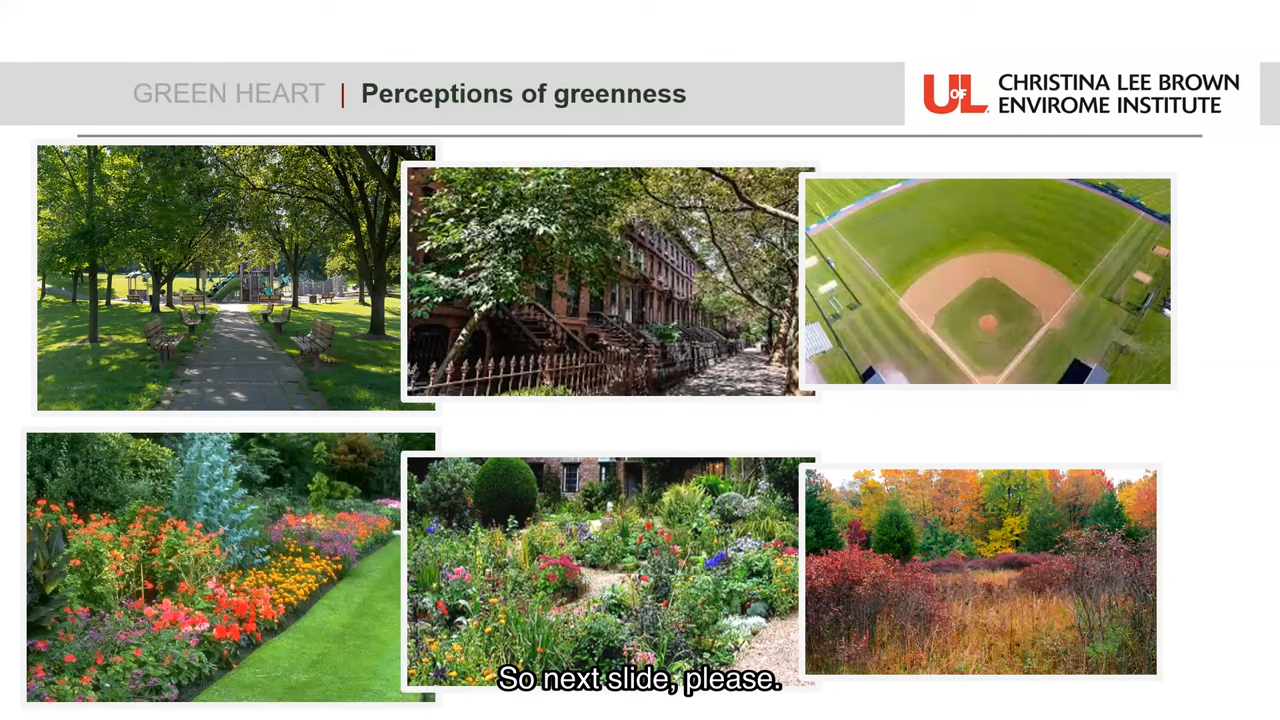 GREEN HEART | Perceptions of greenness
UofL
CHRISTINA LEE BROWN
ENVIROME INSTITUTE
So next slide, please.